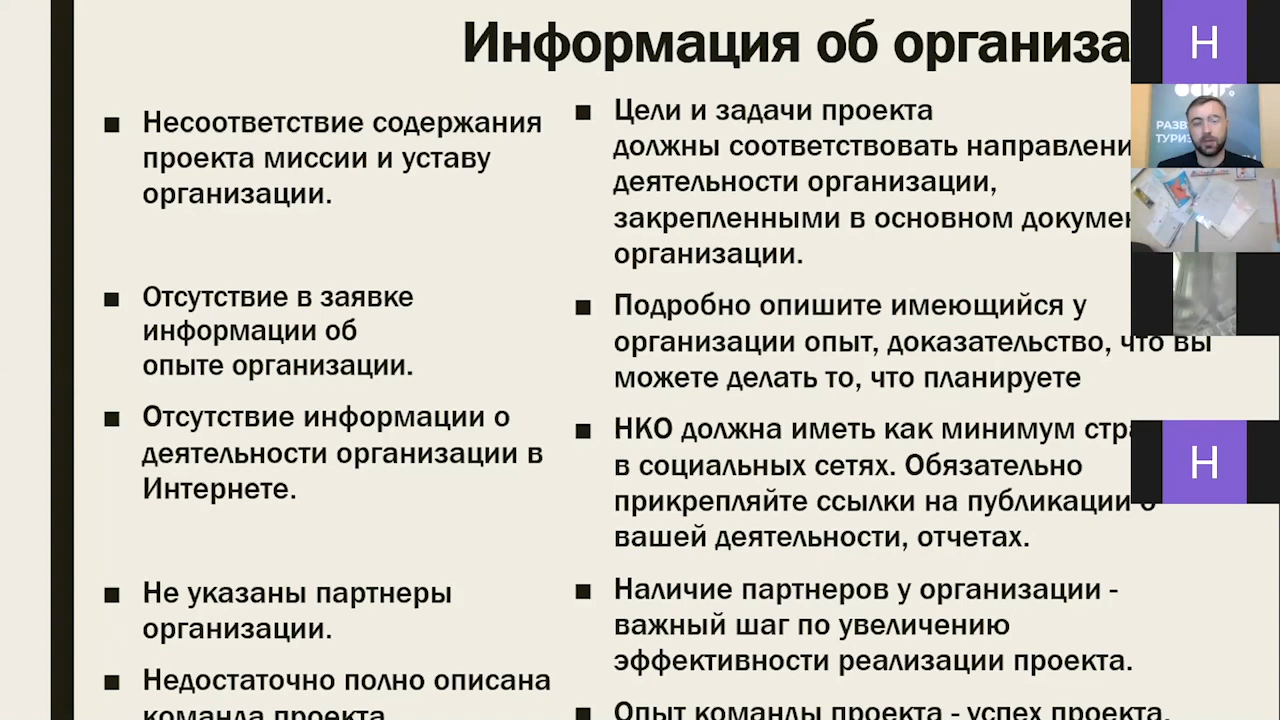 Информация об организа
Несоответствие содержания
проекта миссии и уставу
организации.
Отсутствие в заявке
информации об
опыте организации.
Отсутствие информации о
деятельности организации в
Интернете.
Не указаны партнеры
организации.
Недостаточно полно описана
команда проекта
Цели и задачи проекта
должны соответствовать направлени
деятельности организации,
закрепленными в основном докумен
организации.
Подробно опишите имеющийся у
организации опыт, доказательство, что вы
можете делать то, что планируете
НКО должна иметь как минимум стра
в социальных сетях. Обязательно
прикрепляйте ссылки на публикации о
вашей деятельности, отчетах.
Наличие партнеров у организации -
важный шаг по увеличению
эффективности реализации проекта.
Опыт команды проекта - успех проекта.
Н
РАЗВ
ТУРИЗ
Н